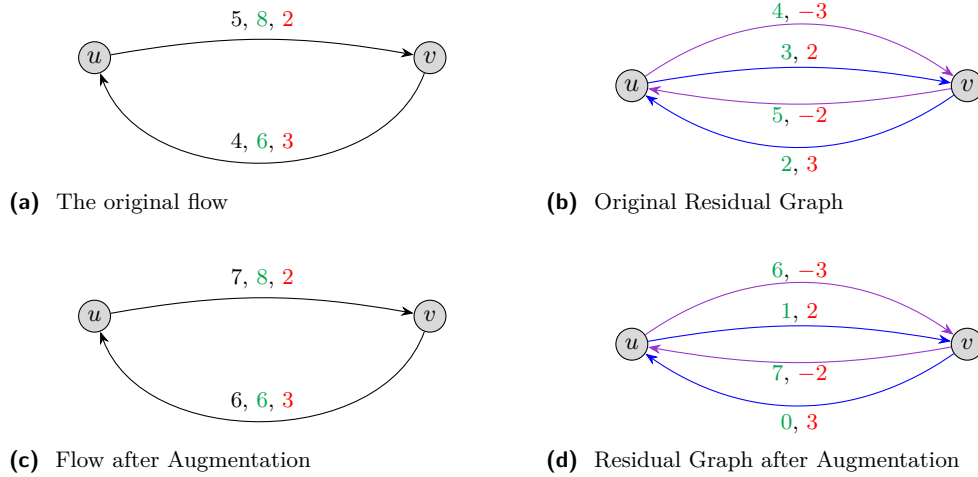 5, 8, 2
u
v
4, 6, 3
(a) The original flow
4, −3
3, 2
u
v
5, −2
2, 3
(b) Original Residual Graph
7, 8, 2
u
v
6, 6, 3
(c) Flow after Augmentation
6, −3
1, 2
u
v
7, −2
0, 3
(d) Residual Graph after Augmentation